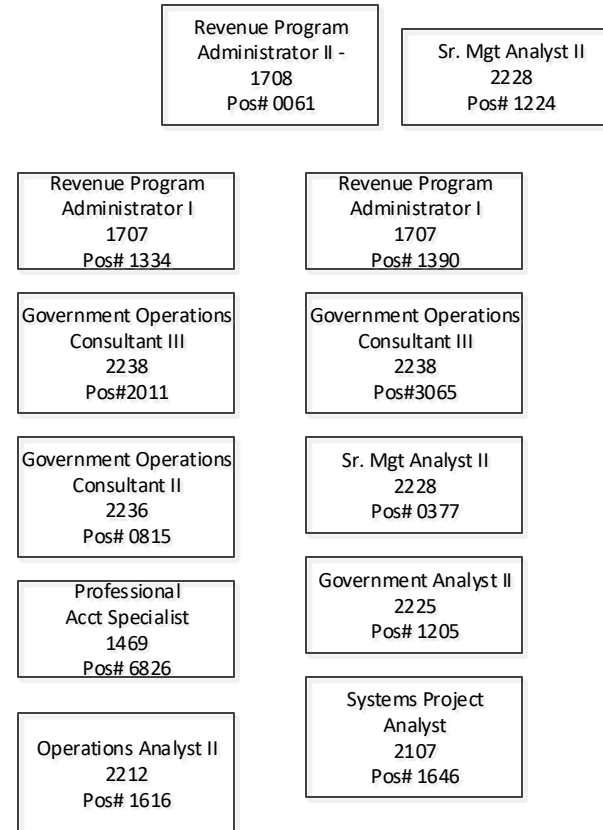 Revenue Program
Administrator II -
1708
Pos# 0061
Sr. Mgt Analyst II
2228
Pos# 1224
Revenue Program
Administrator I
1707
Pos# 1334
Revenue Program
Administrator I
1707
Pos# 1390
Government Operations
Consultant III
2238
Pos#2011
Government Operations
Consultant III
2238
Pos#3065
Government Operations
Consultant II
2236
Pos# 0815
Sr. Mgt Analyst II
2228
Pos# 0377
Professional
Acct Specialist
1469
Pos# 6826
Government Analyst II
2225
Pos# 1205
Operations Analyst II
2212
Pos# 1616
Systems Project
Analyst
2107
Pos# 1646